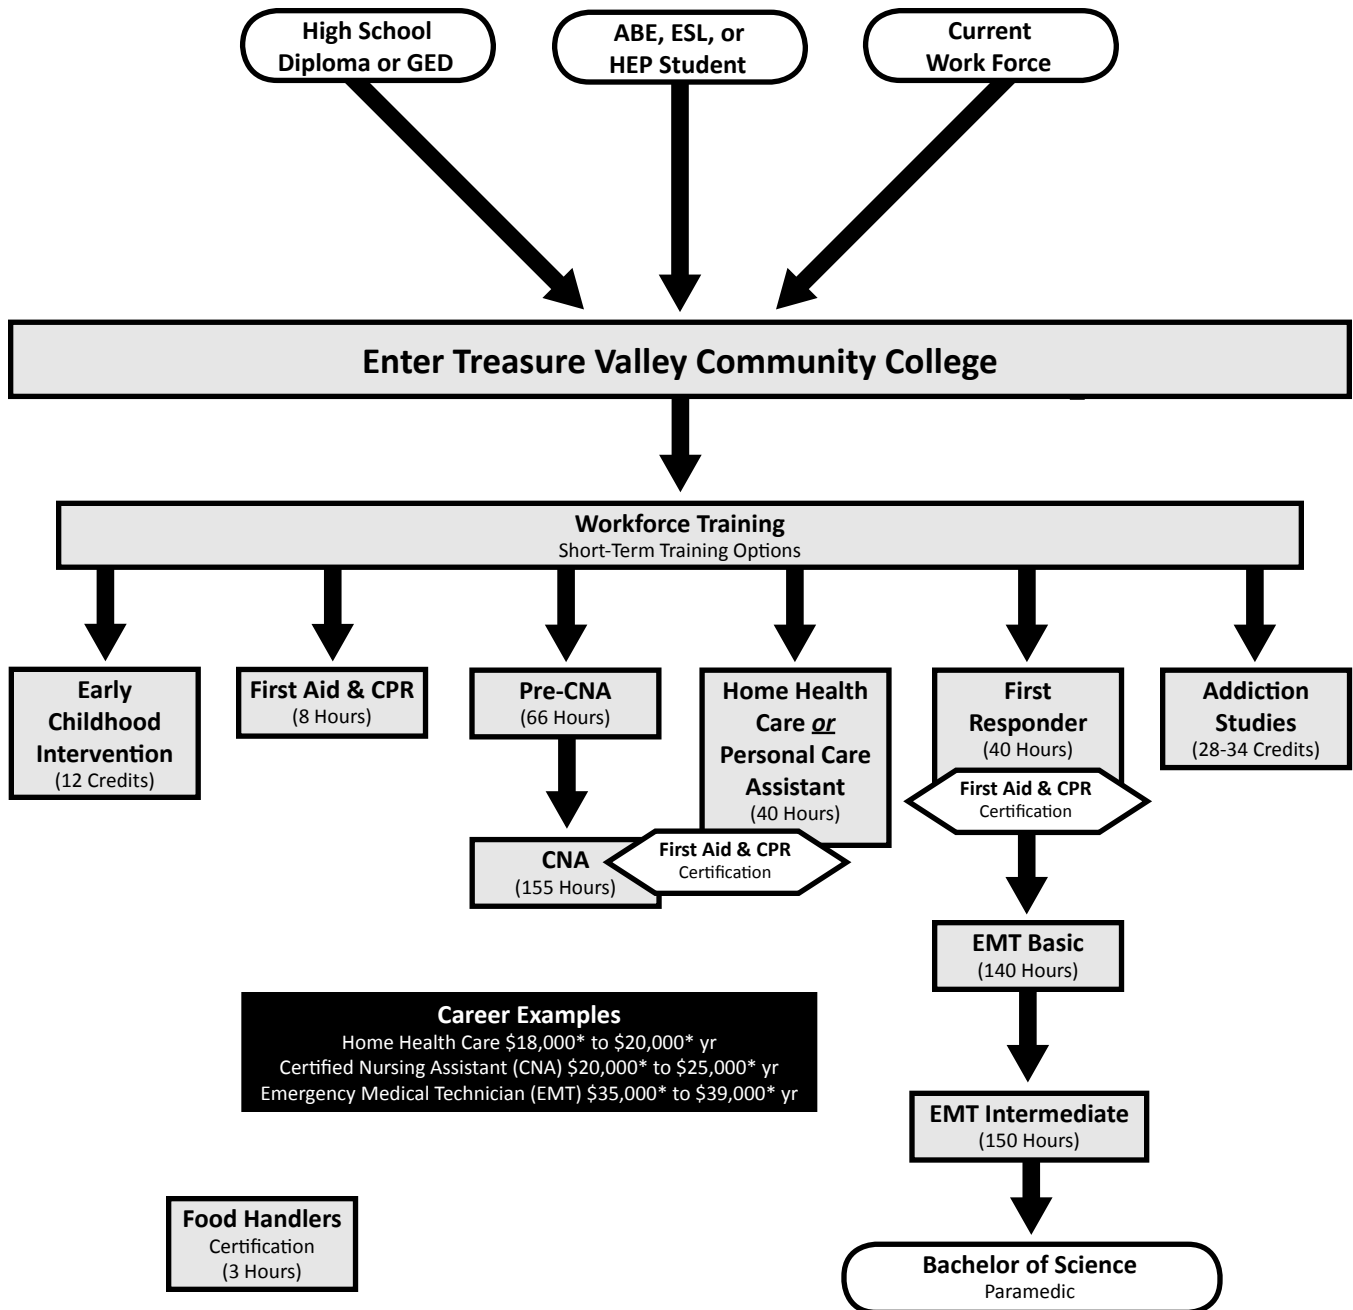 High School
Diploma or GED
ABE, ESL, or
HEP Student
Current
Work Force
Enter Treasure Valley Community College
Workforce Training
Short-Term Training Options
Early
Childhood
Intervention
(12 Credits)
First Aid & CPR
(8 Hours)
Pre-CNA
(66 Hours)
Home Health
Care or
Personal Care
Assistant
(40 Hours)
First
Responder
(40 Hours)
Addiction
Studies
(28-34 Credits)
First Aid & CPR
Certification
CNA
(155 Hours)
First Aid & CPR
Certification
EMT Basic
(140 Hours)
Career Examples
Home Health Care $18,000* to $20,000* yr
Certified Nursing Assistant (CNA) $20,000* to $25,000* yr
Emergency Medical Technician (EMT) $35,000* to $39,000* yr
EMT Intermediate
(150 Hours)
Food Handlers
Certification
(3 Hours)
Bachelor of Science
Paramedic